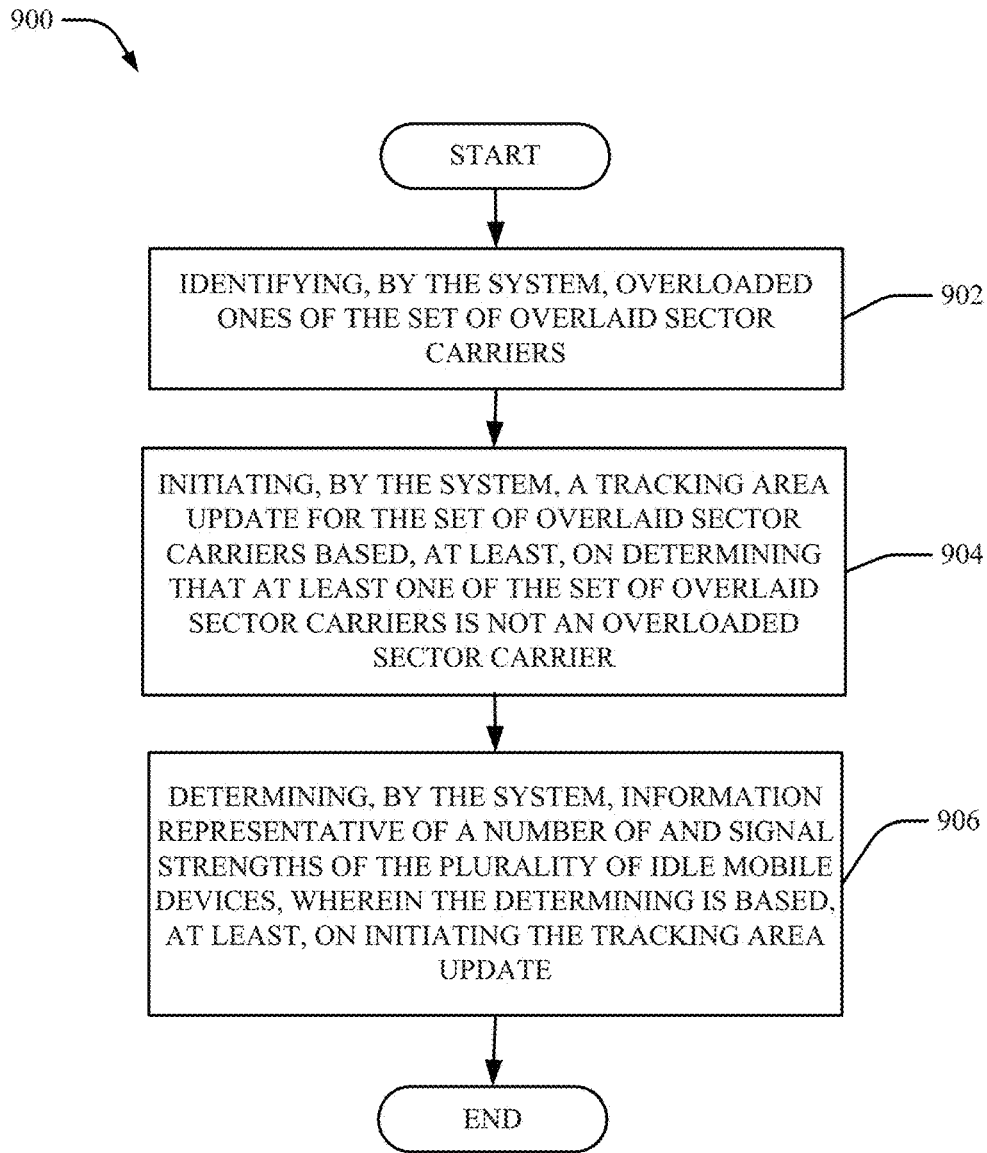 900
START
IDENTIFYING, BY THE SYSTEM, OVERLOADED
ONES OF THE SET OF OVERLAID SECTOR
CARRIERS
902
INITIATING, BY THE SYSTEM, A TRACKING AREA
UPDATE FOR THE SET OF OVERLAID SECTOR
CARRIERS BASED, AT LEAST, ON DETERMINING
THAT AT LEAST ONE OF THE SET OF OVERLAID
SECTOR CARRIERS IS NOT AN OVERLOADED
SECTOR CARRIER
904
DETERMINING, BY THE SYSTEM, INFORMATION
REPRESENTATIVE OF A NUMBER OF AND SIGNAL
STRENGTHS OF THE PLURALITY OF IDLE MOBILE
DEVICES, WHEREIN THE DETERMINING IS BASED,
AT LEAST, ON INITIATING THE TRACKING AREA
UPDATE
906
END